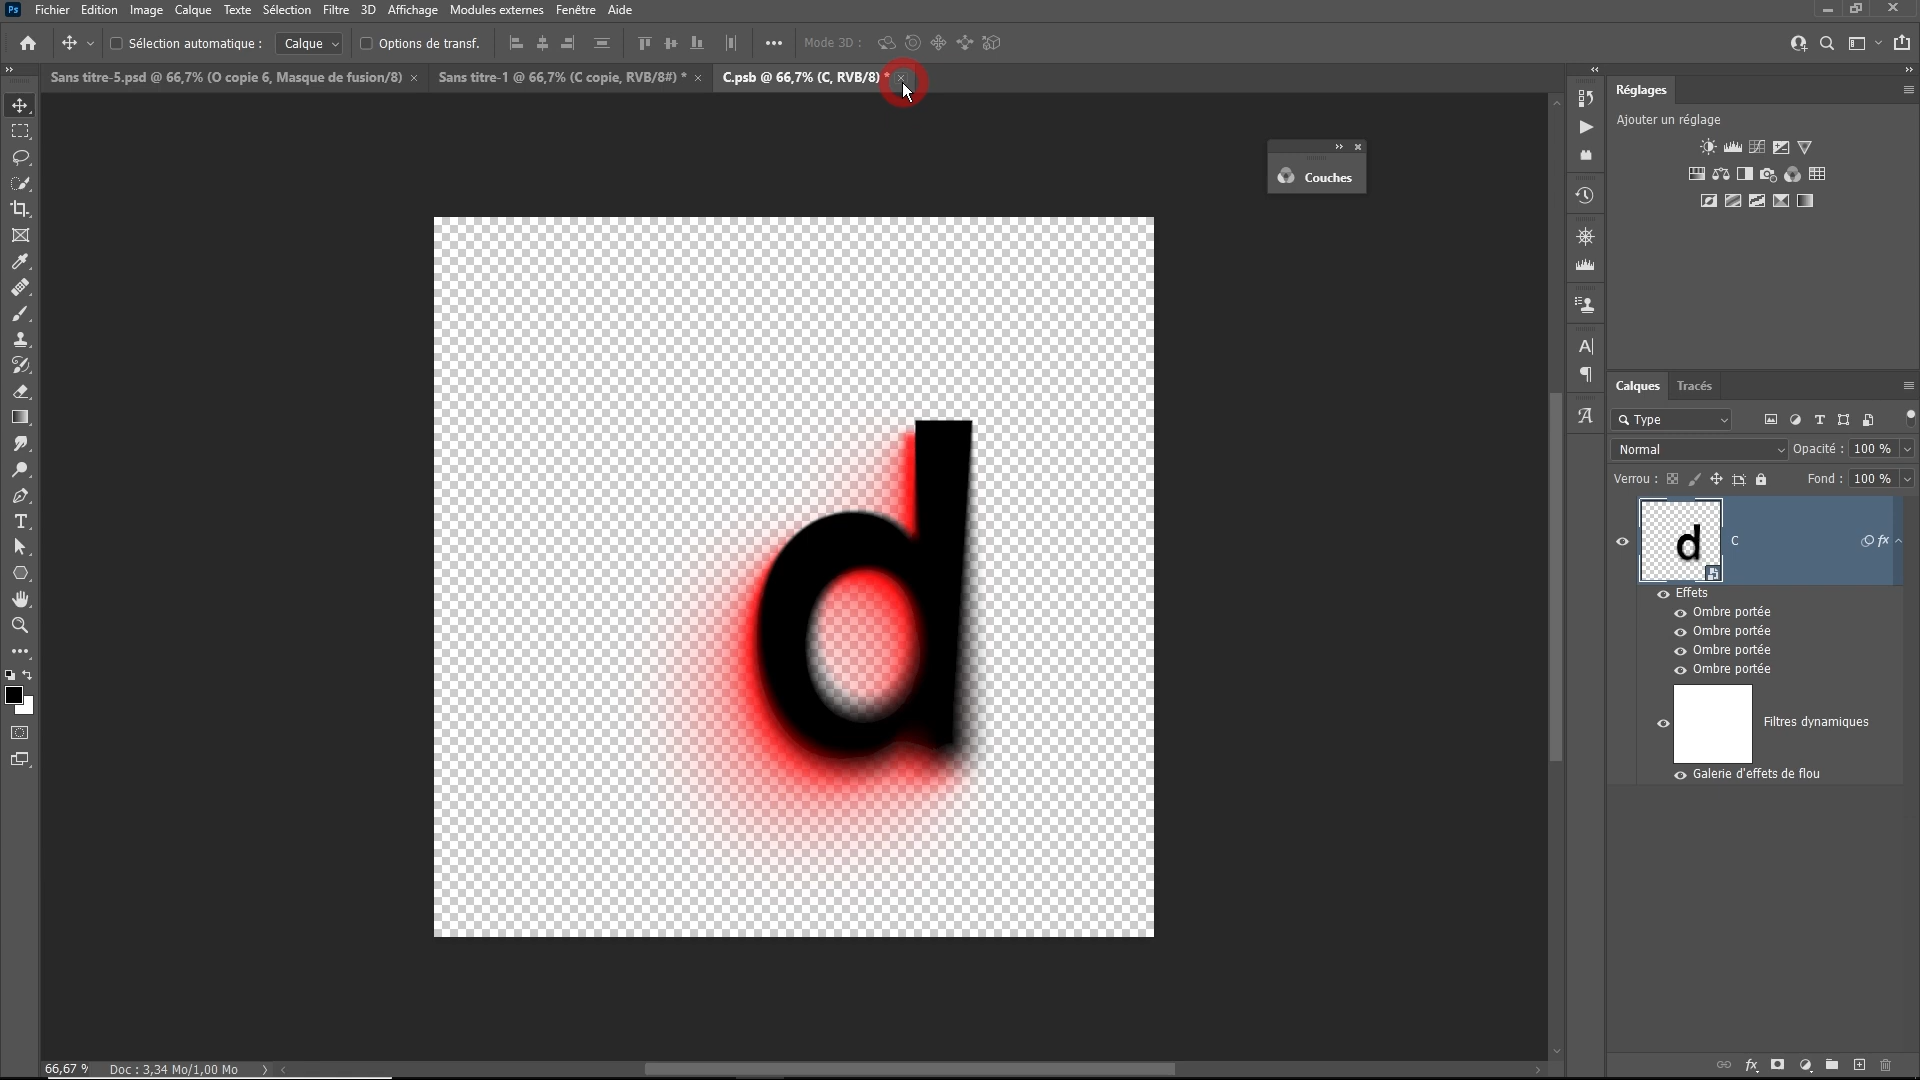 Ps Fichier Edition Image Calque Texte Sélection Filtre 3D Affichage Modules externes Fenêtre Aide
Sélection automatique : Calque Options de transf. Mode 3D :
Sans titre-5.psd @ 66,7% (O copie 6, Masque de fusion/8) Sans titre-1 @ 66,7% (C copie, RVB/8#) * C.psb @ 66,7% (C, RVB/8) *
Réglages
Ajouter un réglage
Couches
d
Calques Tracés
Type
Normal Opacité : 100 %
Verrou : Fond : 100 %
d C fx
Effets
Ombre portée
Ombre portée
Ombre portée
Ombre portée
Filtres dynamiques
Galerie d'effets de flou
66,67 % Doc : 3,34 Mo/1,00 Mo
fx